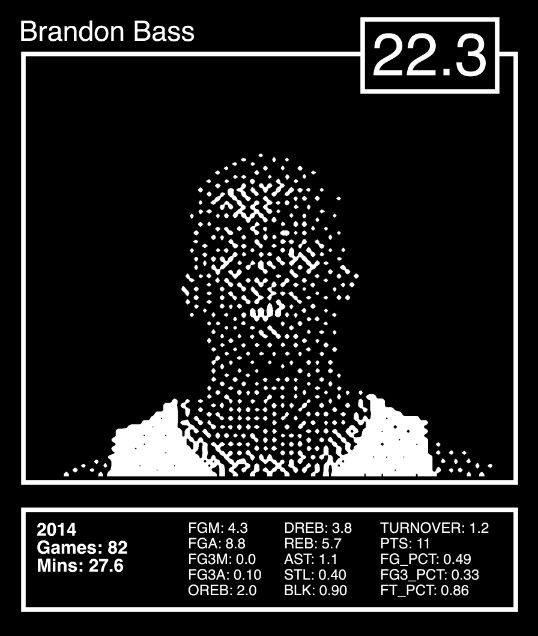 Brandon Bass
22.3
2014
Games: 82
Mins: 27.6
FGM: 4.3
FGA: 8.8
FG3M: 0.0
FG3A: 0.10
OREB: 2.0
DREB: 3.8
REB: 5.7
AST: 1.1
STL: 0.40
BLK: 0.90
TURNOVER: 1.2
PTS: 11
FG_PCT: 0.49
FG3_PCT: 0.33
FT_PCT: 0.86